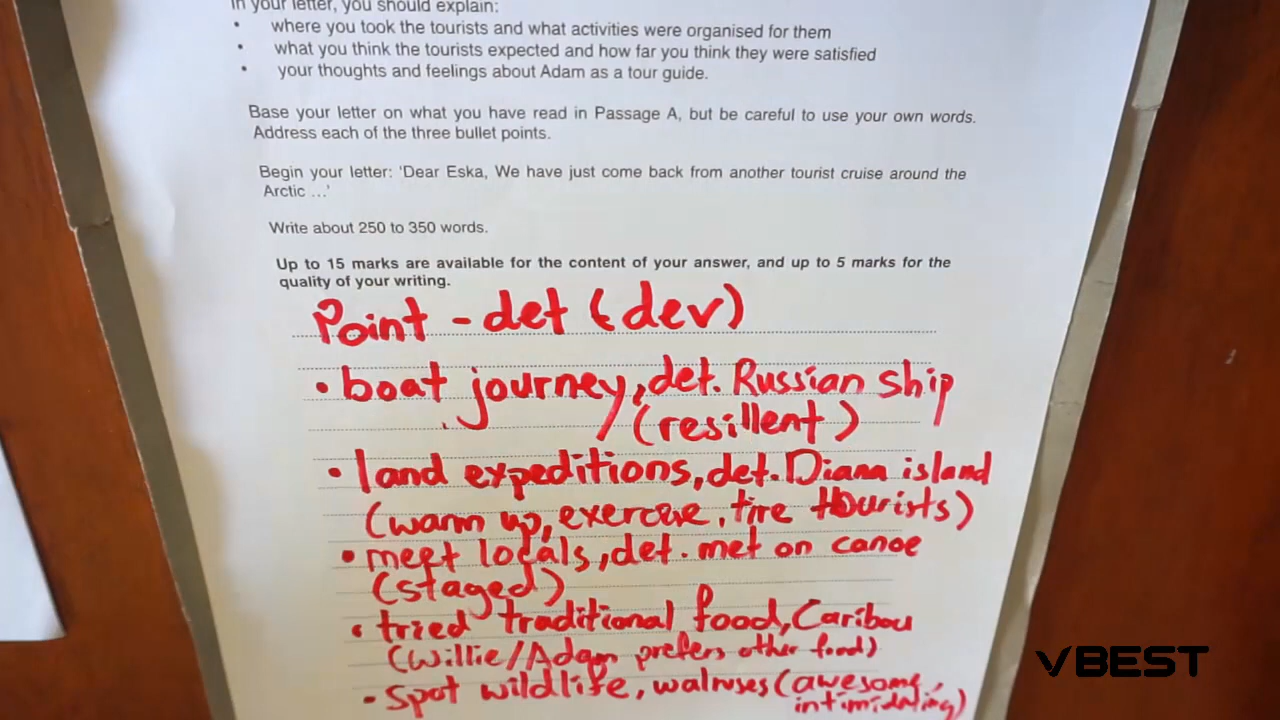 In your letter, you should explain:
• where you took the tourists and what activities were organised for them
• what you think the tourists expected and how far you think they were satisfied
• your thoughts and feelings about Adam as a tour guide.
Base your letter on what you have read in Passage A, but be careful to use your own words.
Address each of the three bullet points.
Begin your letter: 'Dear Eska, We have just come back from another tourist cruise around the
Arctic …'
Write about 250 to 350 words.
Up to 15 marks are available for the content of your answer, and up to 5 marks for the
quality of your writing.
Point - det (dev)
• boat journey, det. Russian ship
(resillent)
• land expeditions, det. Diana island
(warm up, exercise, tire tourists)
• meet locals, det. met on canoe
(staged)
• tried traditional food, Caribou
(Willie/Adam prefers other food)
• Spot wildlife, walruses (awesome,
intimidating)
VBEST